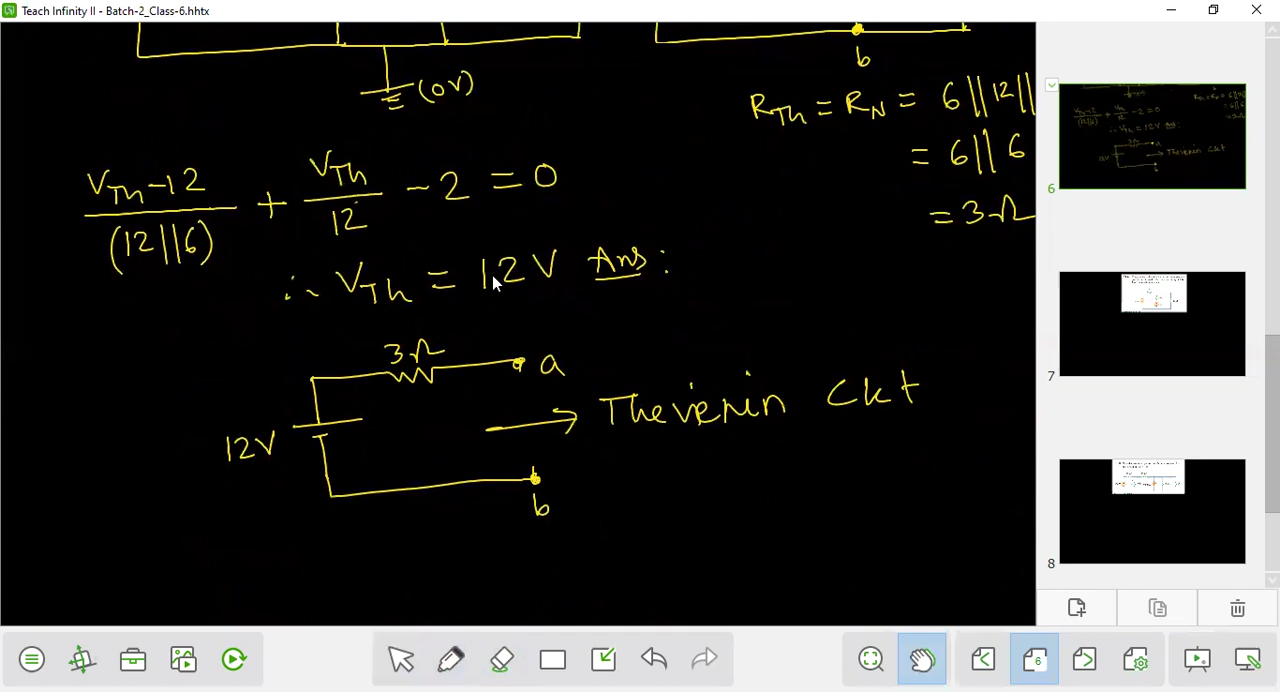 Teach Infinity II - Batch-2_Class-6.hhtx
(0V)
b
R_Th = R_N = 6||12||
= 6||6
= 3Ω
(V_Th - 12)/(12||6) + V_Th/12 - 2 = 0
∴ V_Th = 12V Ans:
3Ω
a
12V
Thevenin Ckt
b
6
7
8
6